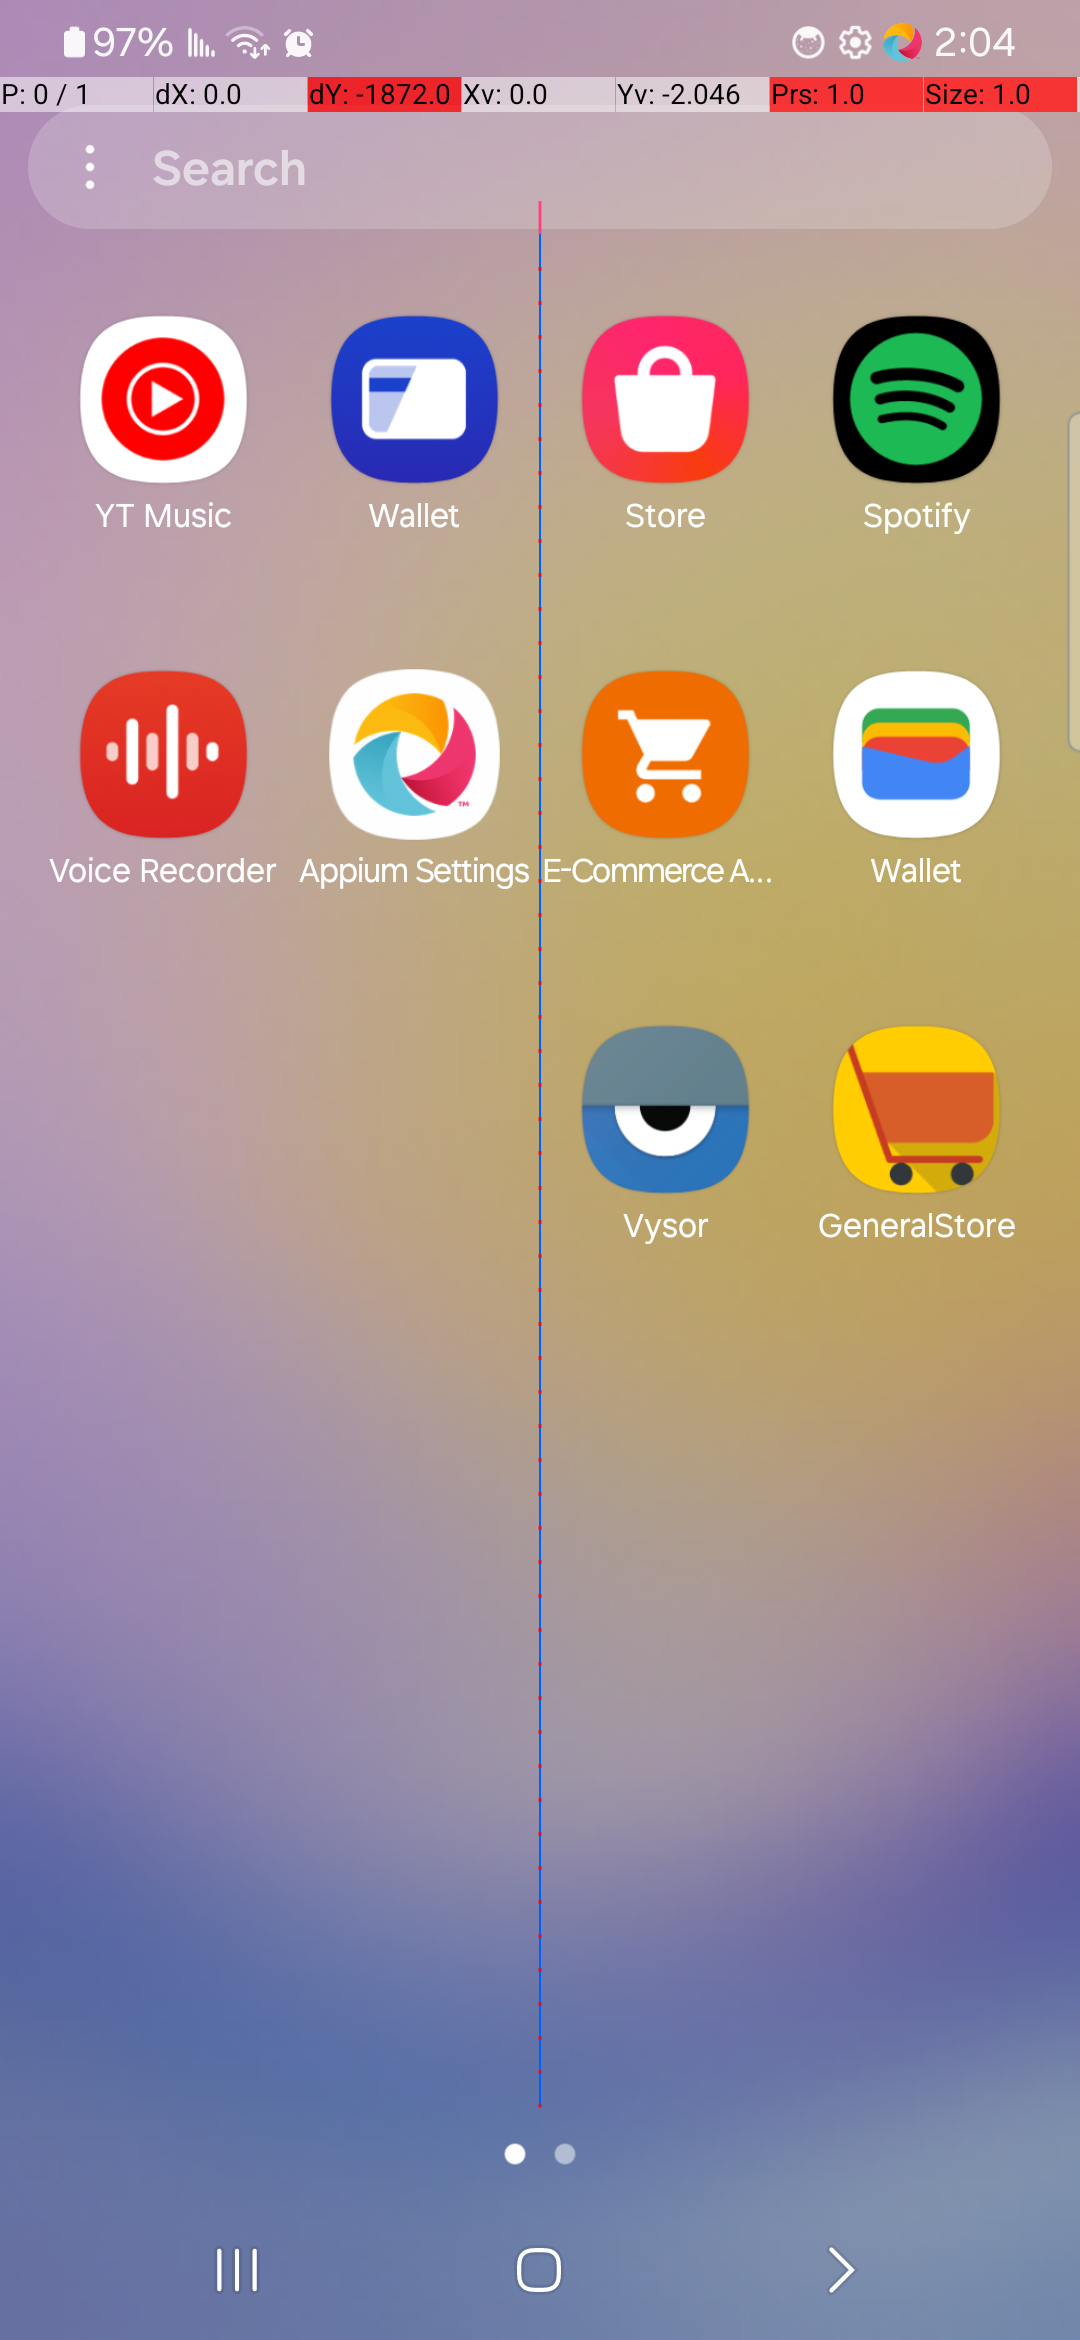 97% 2:04
P: 0 / 1 dX: 0.0 dY: -1872.0 Xv: 0.0 Yv: -2.046 Prs: 1.0 Size: 1.0
Search
YT Music Wallet Store Spotify
TM
Voice Recorder Appium Settings E-Commerce A... Wallet
Vysor GeneralStore